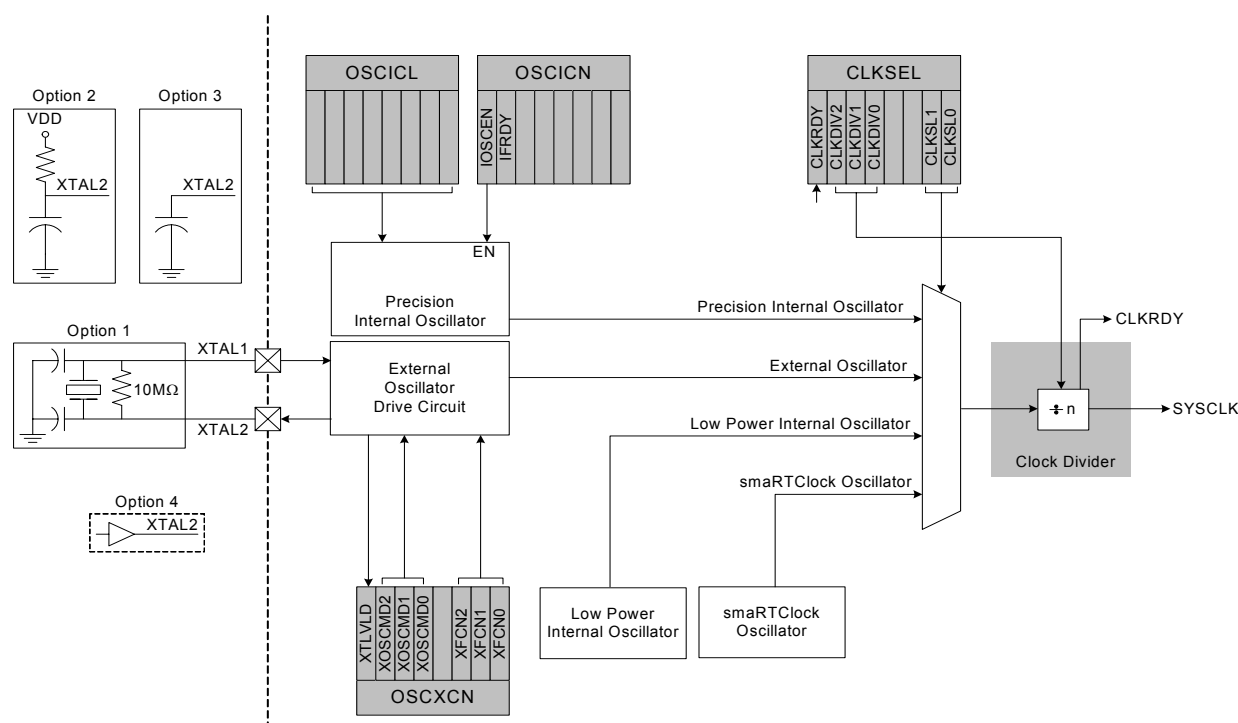 OSCICL
OSCICN
CLKSEL
IOSCEN
IFRDY
CLKRDY
CLKDIV2
CLKDIV1
CLKDIV0
CLKSL1
CLKSL0
Option 2
VDD
XTAL2
Option 3
XTAL2
EN
Precision
Internal Oscillator
Precision Internal Oscillator
Option 1
XTAL1
10MΩ
XTAL2
External
Oscillator
Drive Circuit
External Oscillator
CLKRDY
Low Power Internal Oscillator
n
SYSCLK
Clock Divider
smaRTClock Oscillator
Option 4
XTAL2
XTLVLD
XOSCMD2
XOSCMD1
XOSCMD0
XFCN2
XFCN1
XFCN0
OSCXCN
Low Power
Internal Oscillator
smaRTClock
Oscillator